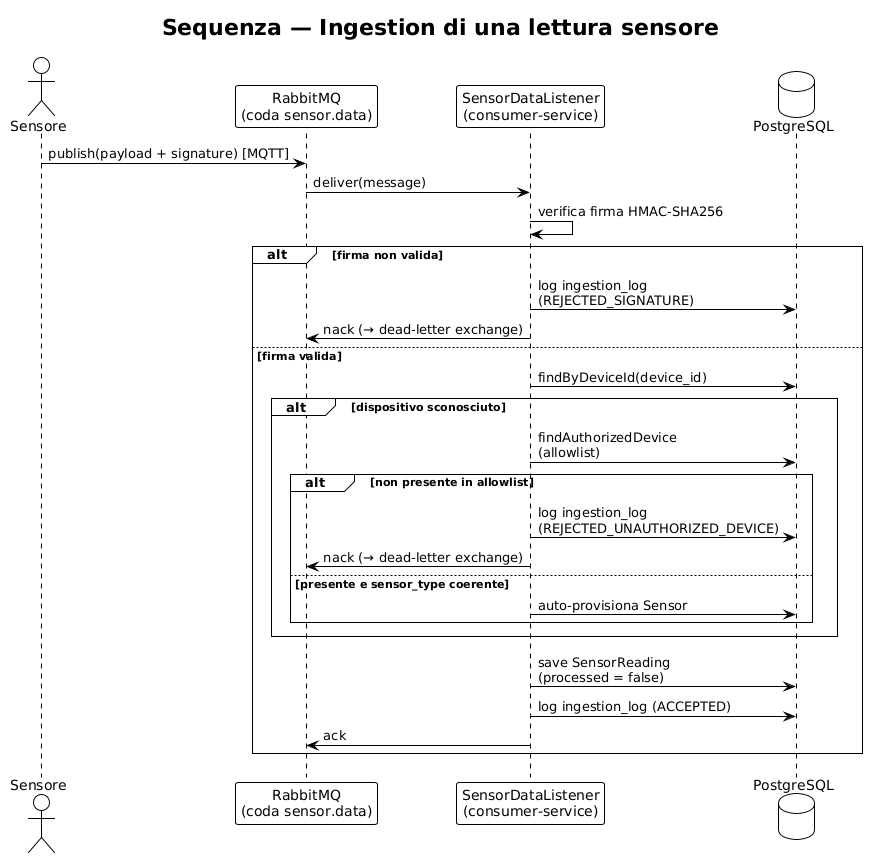 Sequenza — Ingestion di una lettura sensore
Sensore
RabbitMQ
(coda sensor.data)
SensorDataListener
(consumer-service)
PostgreSQL
publish(payload + signature) [MQTT]
deliver(message)
verifica firma HMAC-SHA256
alt
[firma non valida]
log ingestion_log
(REJECTED_SIGNATURE)
nack (→ dead-letter exchange)
[firma valida]
findByDeviceId(device_id)
alt
[dispositivo sconosciuto]
findAuthorizedDevice
(allowlist)
alt
[non presente in allowlist]
log ingestion_log
(REJECTED_UNAUTHORIZED_DEVICE)
nack (→ dead-letter exchange)
[presente e sensor_type coerente]
auto-provisiona Sensor
save SensorReading
(processed = false)
log ingestion_log (ACCEPTED)
ack
Sensore
RabbitMQ
(coda sensor.data)
SensorDataListener
(consumer-service)
PostgreSQL